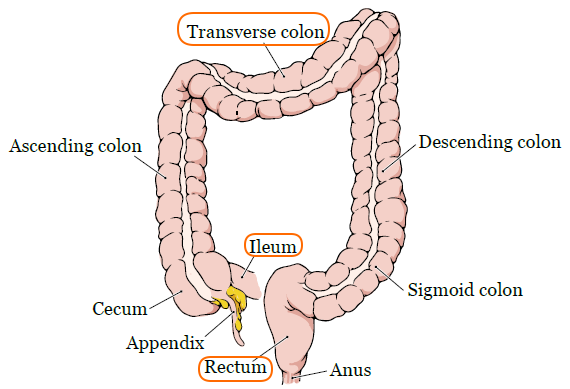 Transverse colon
Ascending colon
Descending colon
Ileum
Sigmoid colon
Cecum
Appendix
Rectum
Anus